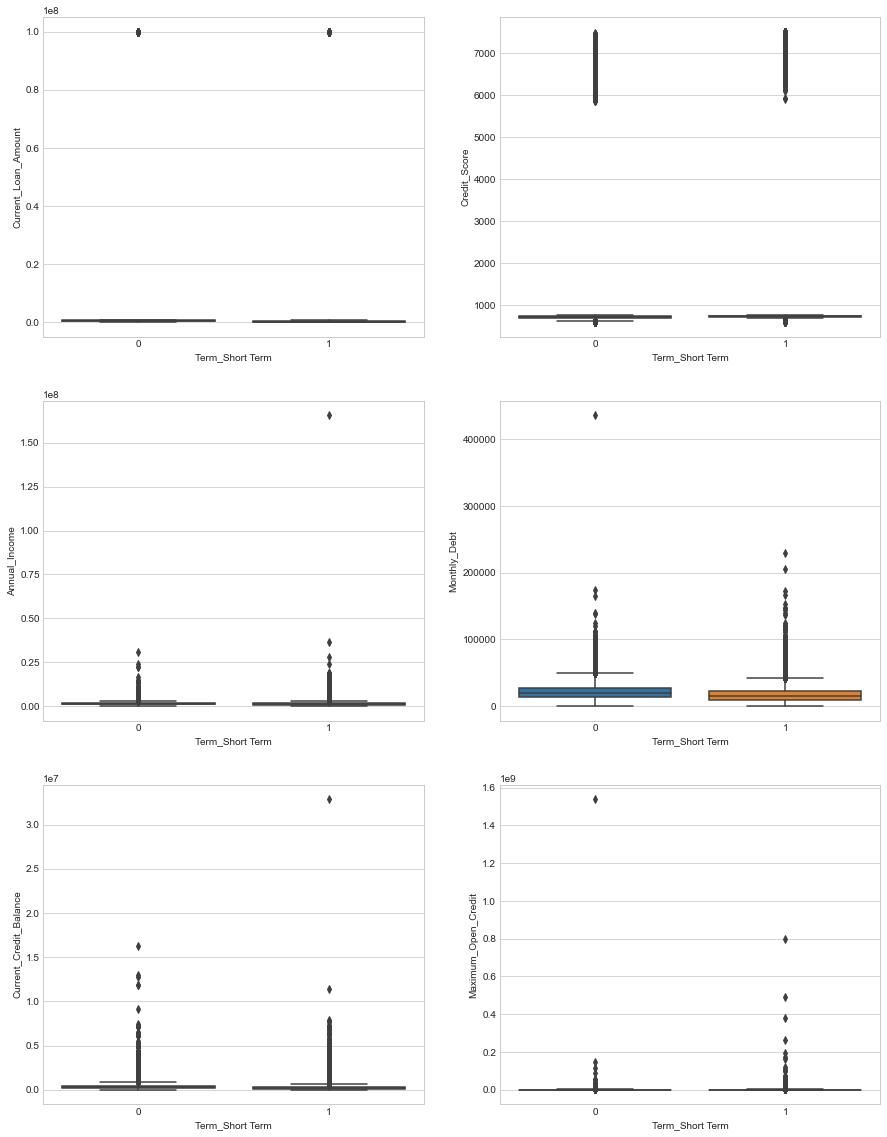 1e8
1.0
0.8
0.6
0.4
0.2
0.0
Current_Loan_Amount
0 1
Term_Short Term
7000
6000
5000
4000
3000
2000
1000
Credit_Score
0 1
Term_Short Term
1e8
1.50
1.25
1.00
0.75
0.50
0.25
0.00
Annual_Income
0 1
Term_Short Term
400000
300000
200000
100000
0
Monthly_Debt
0 1
Term_Short Term
1e7
3.0
2.5
2.0
1.5
1.0
0.5
0.0
Current_Credit_Balance
0 1
Term_Short Term
1e9
1.6
1.4
1.2
1.0
0.8
0.6
0.4
0.2
0.0
Maximum_Open_Credit
0 1
Term_Short Term